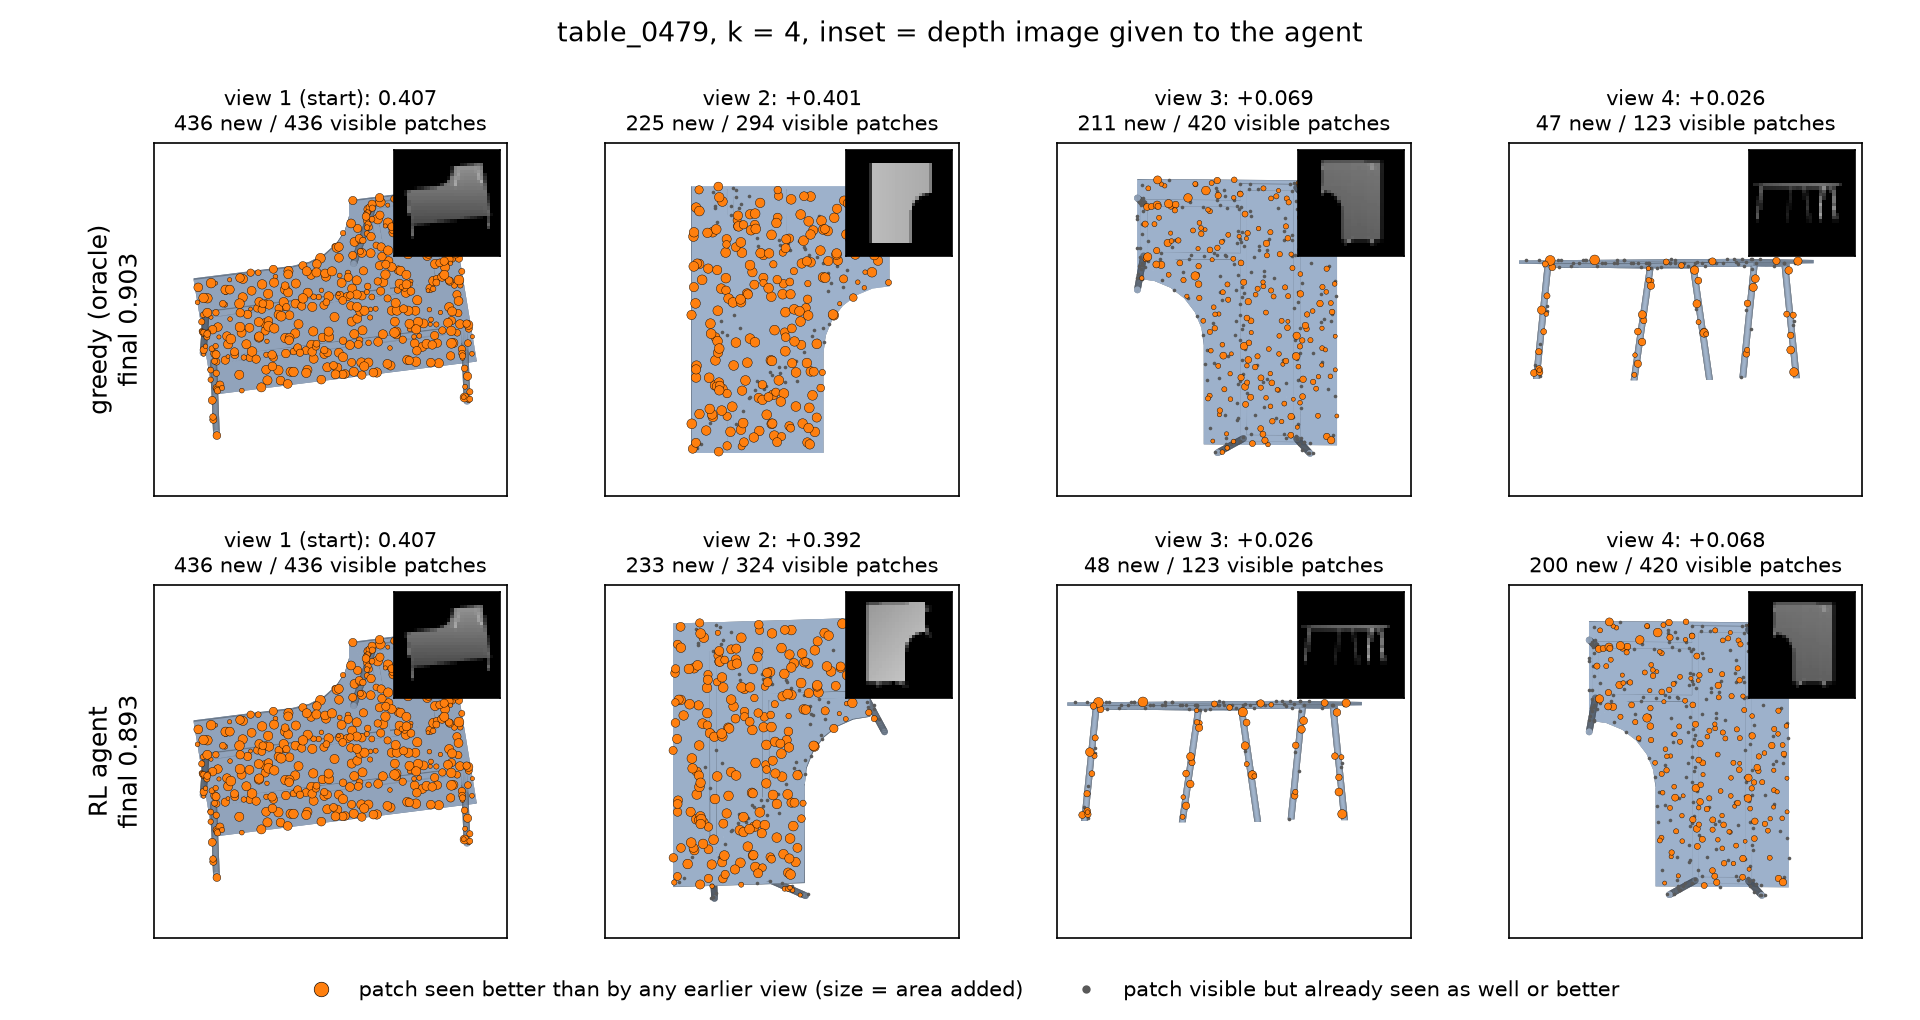 table_0479, k = 4, inset = depth image given to the agent
view 1 (start): 0.407
436 new / 436 visible patches
view 2: +0.401
225 new / 294 visible patches
view 3: +0.069
211 new / 420 visible patches
view 4: +0.026
47 new / 123 visible patches
greedy (oracle)
final 0.903
view 1 (start): 0.407
436 new / 436 visible patches
view 2: +0.392
233 new / 324 visible patches
view 3: +0.026
48 new / 123 visible patches
view 4: +0.068
200 new / 420 visible patches
RL agent
final 0.893
patch seen better than by any earlier view (size = area added)
patch visible but already seen as well or better